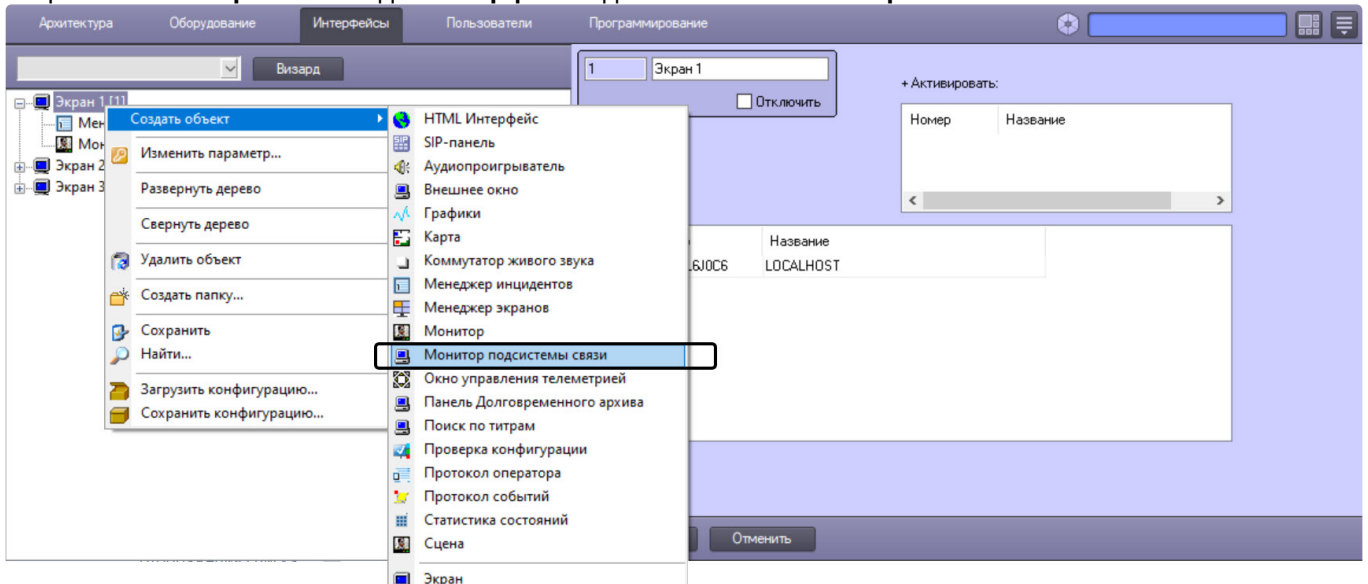 Архитектура Оборудование Интерфейсы Пользователи Программирование
Визард
1 Экран 1
Отключить
+ Активировать:
Номер Название
Экран 1 [1]
Экран 2
Экран 3
Создать объект
Изменить параметр...
Развернуть дерево
Свернуть дерево
Удалить объект
Создать папку...
Сохранить
Найти...
Загрузить конфигурацию...
Сохранить конфигурацию...
HTML Интерфейс
SIP-панель
Аудиопроигрыватель
Внешнее окно
Графики
Карта
Коммутатор живого звука
Менеджер инцидентов
Менеджер экранов
Монитор
Монитор подсистемы связи
Окно управления телеметрией
Панель Долговременного архива
Поиск по титрам
Проверка конфигурации
Протокол оператора
Протокол событий
Статистика состояний
Сцена
Экран
Название
LOCALHOST
Отменить